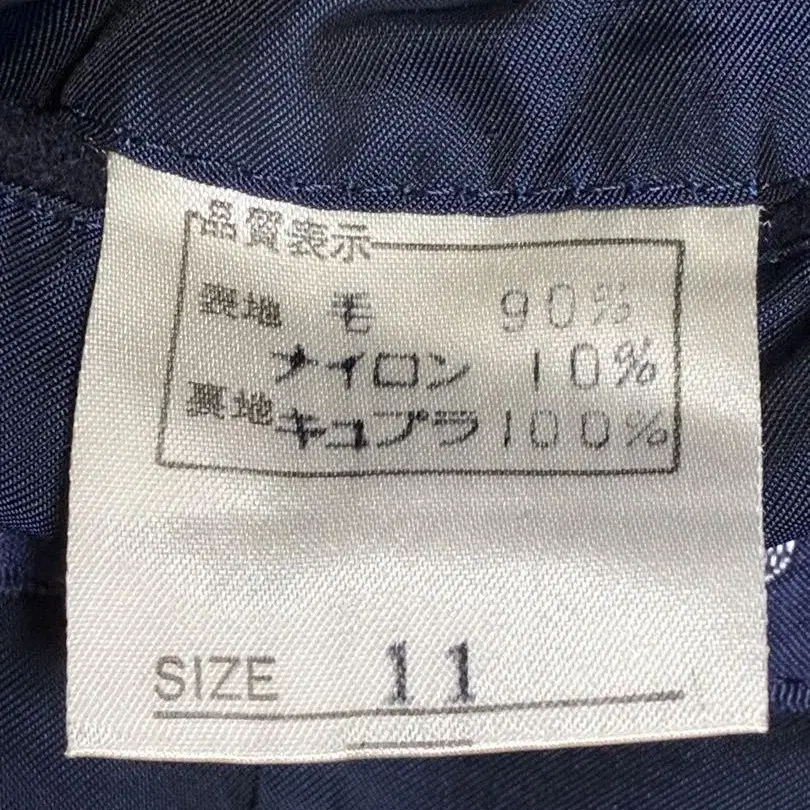 品質表示
表地 毛 90%
ナイロン 10%
裏地 キュプラ 100%
SIZE 11